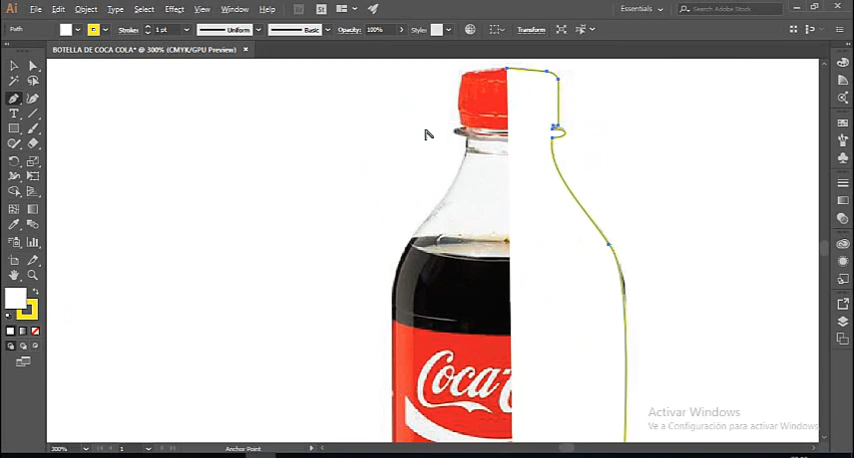 Ai File Edit Object Type Select Effect View Window Help St Essentials Search Adobe Stock
Path Stroke: 1 pt Uniform Basic Opacity: 100% Style: Transform
BOTELLA DE COCA COLA* @ 300% (CMYK/GPU Preview) ×
Coca
Activar Windows
Ve a Configuración para activar Windows.
300% 1 Anchor Point